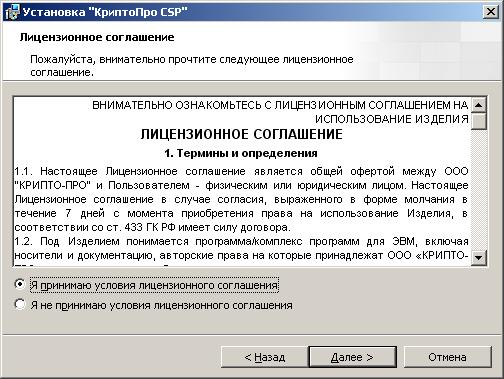 Установка "КриптоПро CSP"
Лицензионное соглашение
Пожалуйста, внимательно прочтите следующее лицензионное
соглашение.
ВНИМАТЕЛЬНО ОЗНАКОМЬТЕСЬ С ЛИЦЕНЗИОННЫМ СОГЛАШЕНИЕМ НА
ИСПОЛЬЗОВАНИЕ ИЗДЕЛИЯ
ЛИЦЕНЗИОННОЕ СОГЛАШЕНИЕ
1. Термины и определения
1.1. Настоящее Лицензионное соглашение является общей офертой между ООО
"КРИПТО-ПРО" и Пользователем - физическим или юридическим лицом. Настоящее
Лицензионное соглашение в случае согласия, выраженного в форме молчания в
течение 7 дней с момента приобретения права на использование Изделия, в
соответствии со ст. 433 ГК РФ имеет силу договора.
1.2. Под Изделием понимается программа/комплекс программ для ЭВМ, включая
носители и документацию, авторские права на которые принадлежат ООО «КРИПТО-
Я принимаю условия лицензионного соглашения
Я не принимаю условия лицензионного соглашения
< Назад
Далее >
Отмена